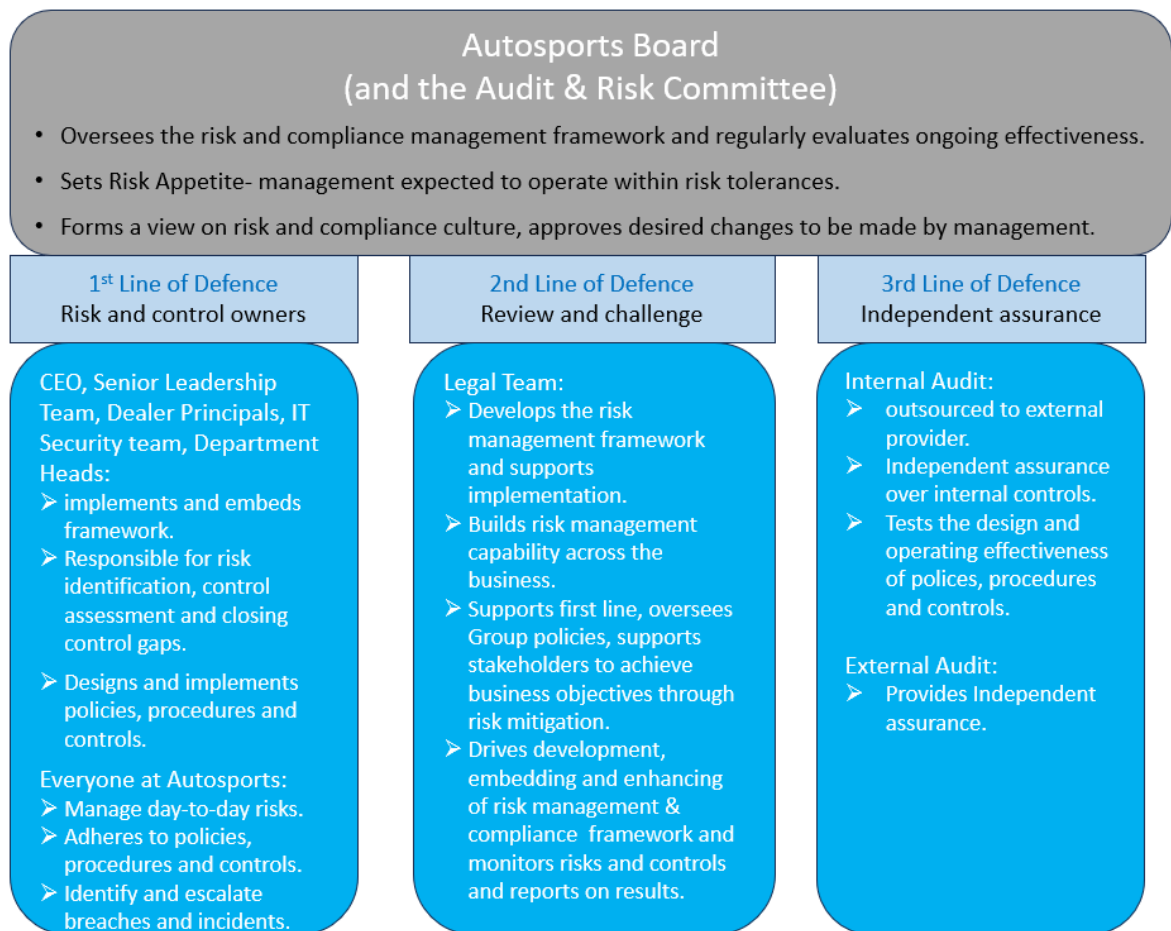 Autosports Board
(and the Audit & Risk Committee)
• Oversees the risk and compliance management framework and regularly evaluates ongoing effectiveness.
• Sets Risk Appetite- management expected to operate within risk tolerances.
• Forms a view on risk and compliance culture, approves desired changes to be made by management.
1st Line of Defence
Risk and control owners
CEO, Senior Leadership
Team, Dealer Principals, IT
Security team, Department
Heads:
➢ implements and embeds
framework.
➢ Responsible for risk
identification, control
assessment and closing
control gaps.
➢ Designs and implements
policies, procedures and
controls.
Everyone at Autosports:
➢ Manage day-to-day risks.
➢ Adheres to policies,
procedures and controls.
➢ Identify and escalate
breaches and incidents.
2nd Line of Defence
Review and challenge
Legal Team:
➢ Develops the risk
management framework
and supports
implementation.
➢ Builds risk management
capability across the
business.
➢ Supports first line, oversees
Group policies, supports
stakeholders to achieve
business objectives through
risk mitigation.
➢ Drives development,
embedding and enhancing
of risk management &
compliance framework and
monitors risks and controls
and reports on results.
3rd Line of Defence
Independent assurance
Internal Audit:
➢ outsourced to external
provider.
➢ Independent assurance
over internal controls.
➢ Tests the design and
operating effectiveness
of polices, procedures
and controls.
External Audit:
➢ Provides Independent
assurance.